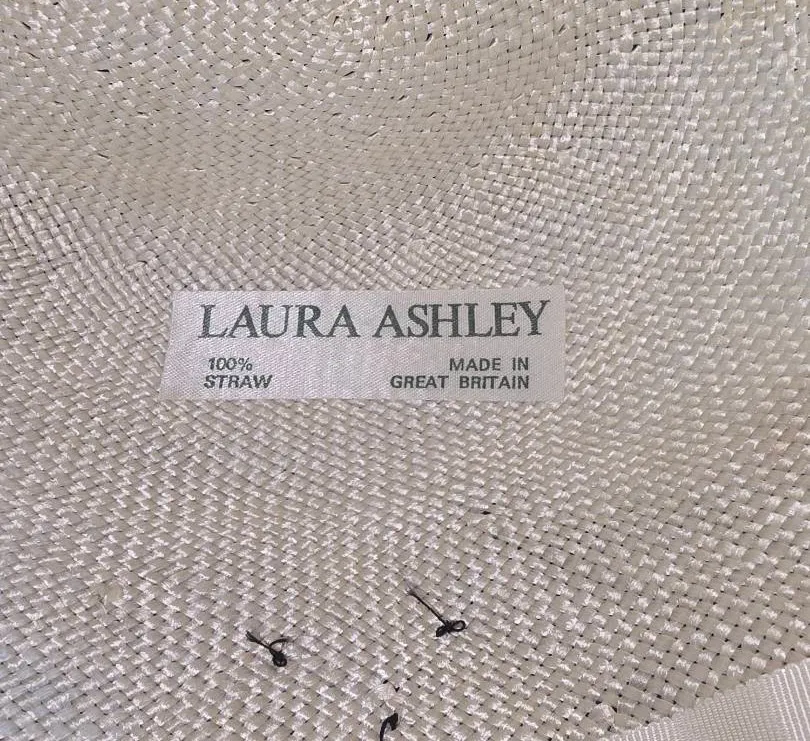 LAURA ASHLEY
100%
STRAW
MADE IN
GREAT BRITAIN